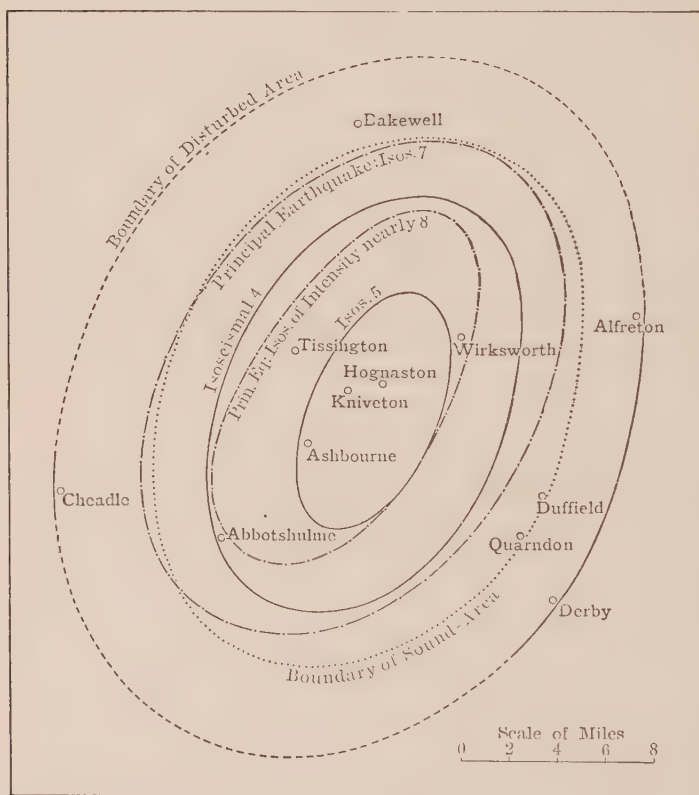 Boundary of Disturbed Area
Bakewell
Principal Earthquake: Isos. 7
Isoseismal 4
Prin. Eq: Isos. of Intensity nearly 8
Isos. 5
Alfreton
Tissington
Wirksworth
Hognaston
Kniveton
Ashbourne
Cheadle
Duffield
Abbotshulme
Quarndon
Derby
Boundary of Sound-Area
Scale of Miles
0 2 4 6 8